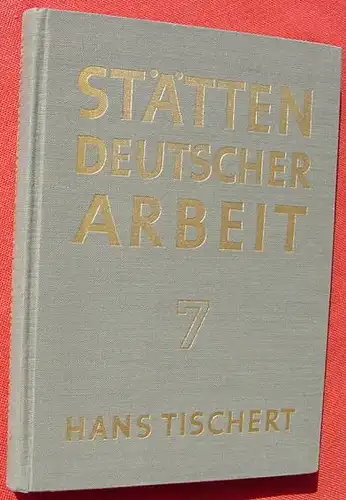 STÄTTEN
DEUTSCHER
ARBEIT
7
HANS TISCHERT